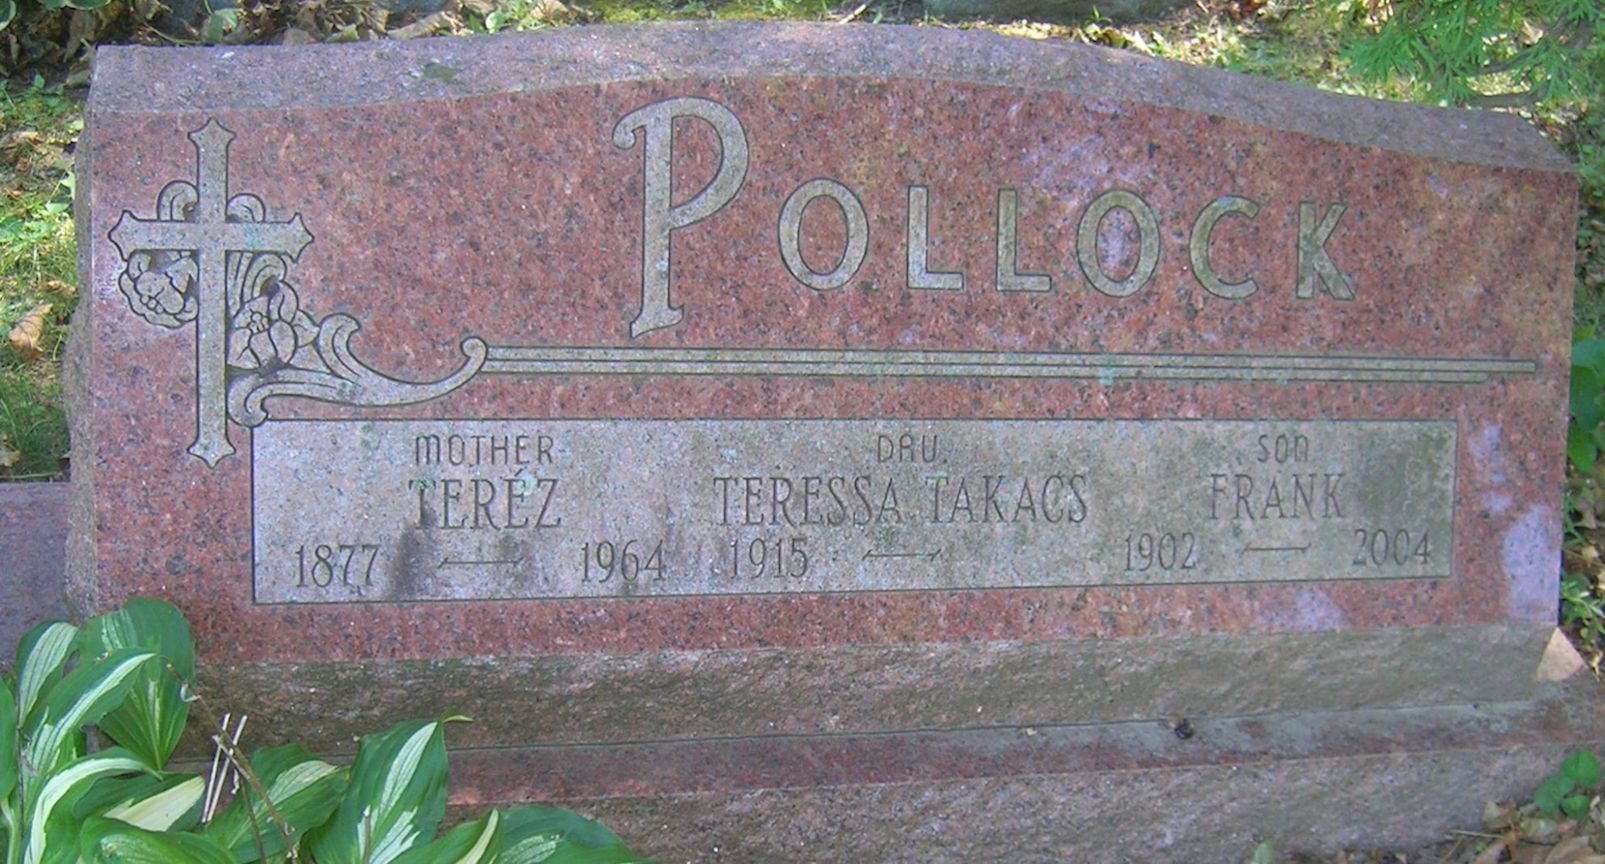 POLLOCK
MOTHER DAU. SON
TERÉZ TERESSA TAKACS FRANK
1877 — 1964 1915 — 1902 — 2004